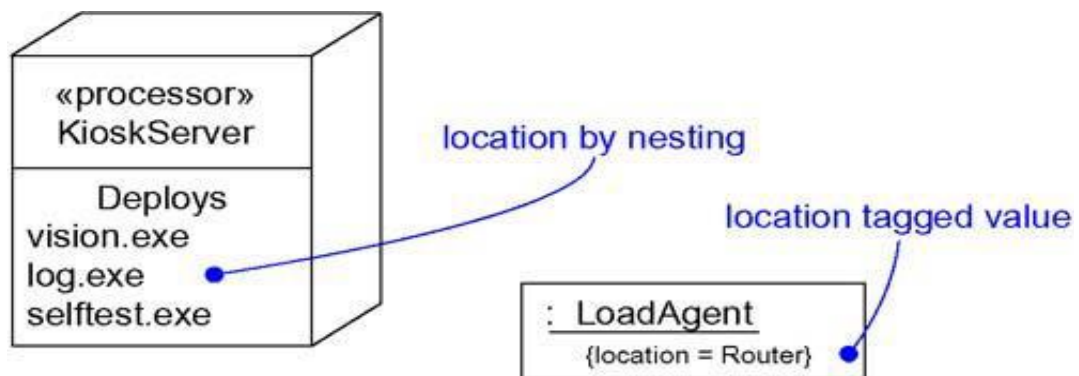 «processor»
KioskServer
Deploys
vision.exe
log.exe
selftest.exe
location by nesting
location tagged value
: LoadAgent
{location = Router}